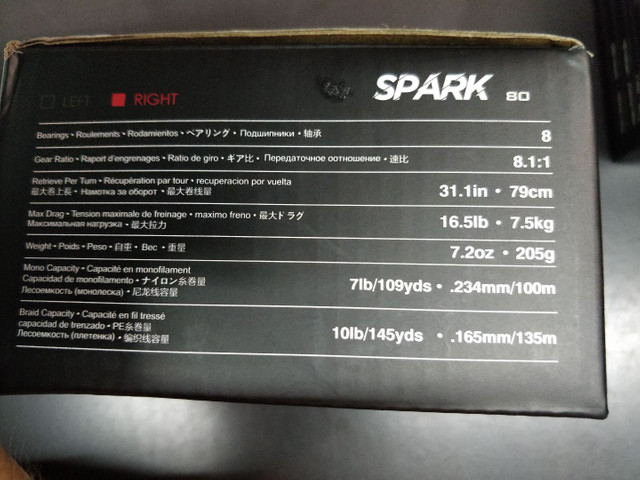 LEFT RIGHT SPARK 80
Bearings • Roulements • Rodamientos • ベアリング • Подшипники • 轴承 8
Gear Ratio • Raport d'engrenages • Ratio de giro • ギア比 • Передаточное оотношение • 速比 8.1:1
Retrieve Per Turn • Récupération par tour • recuperacion por vuelta
最大巻上長 • Намотка за оборот • 最大卷线量 31.1in • 79cm
Max Drag • Tension maximale de freinage • maximo freno • 最大ドラグ
Максимальная нагрузка • 最大拉力 16.5lb • 7.5kg
Weight • Poids • Peso • 自重 • Вес • 重量 7.2oz • 205g
Mono Capacity • Capacité en monofilament
Capacidad de monofilamento • ナイロン糸巻量
Лесоемкость (монолеска) • 尼龙线容量 7lb/109yds • .234mm/100m
Braid Capacity • Capacité en fil tressé
capacidad de trenzado • PE糸巻量
Лесоемкость (плетенка) • 编织线容量 10lb/145yds • .165mm/135m